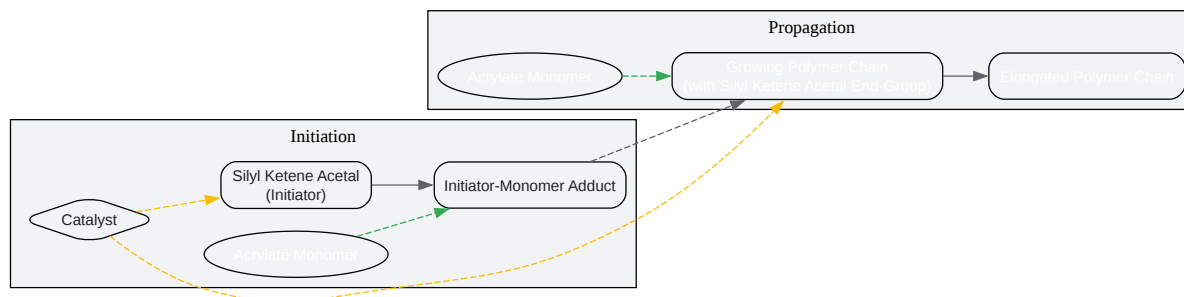 Propagation
Acrylate Monomer
Growing Polymer Chain
(with Silyl Ketene Acetal End-Group)
Elongated Polymer Chain
Initiation
Silyl Ketene Acetal
(Initiator)
Initiator-Monomer Adduct
Catalyst
Acrylate Monomer